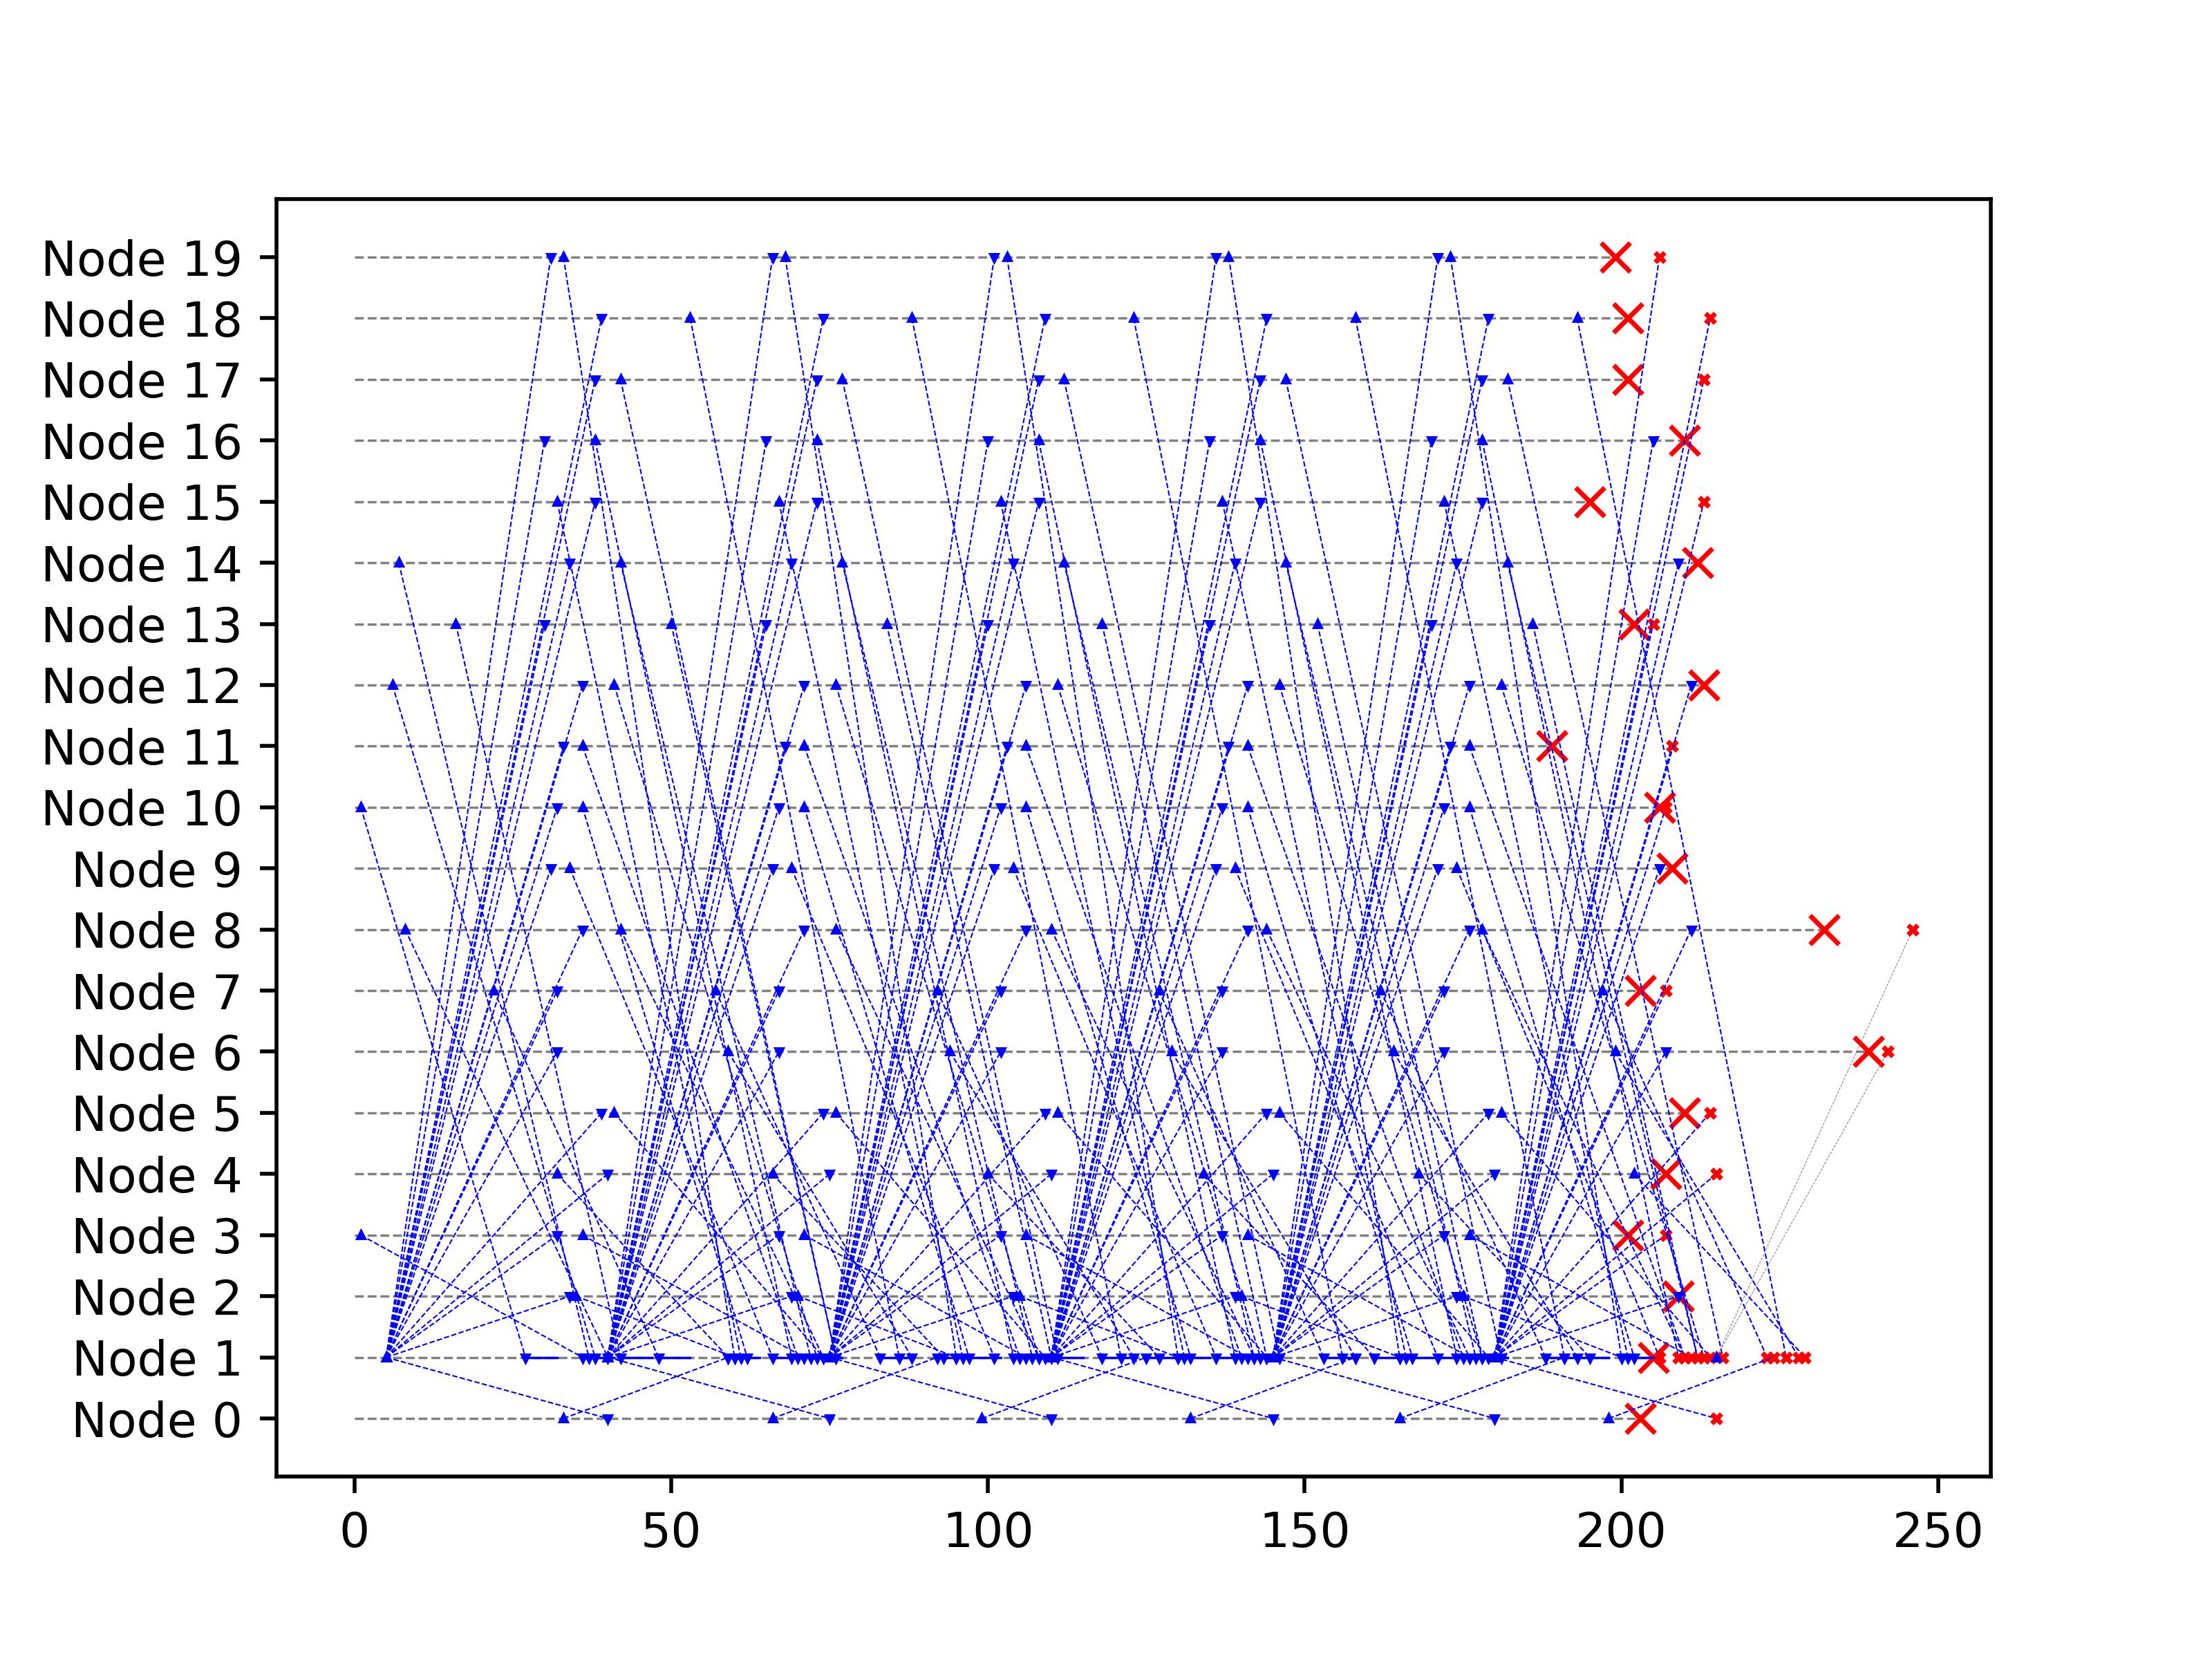 Node 19
Node 18
Node 17
Node 16
Node 15
Node 14
Node 13
Node 12
Node 11
Node 10
Node 9
Node 8
Node 7
Node 6
Node 5
Node 4
Node 3
Node 2
Node 1
Node 0
0 50 100 150 200 250